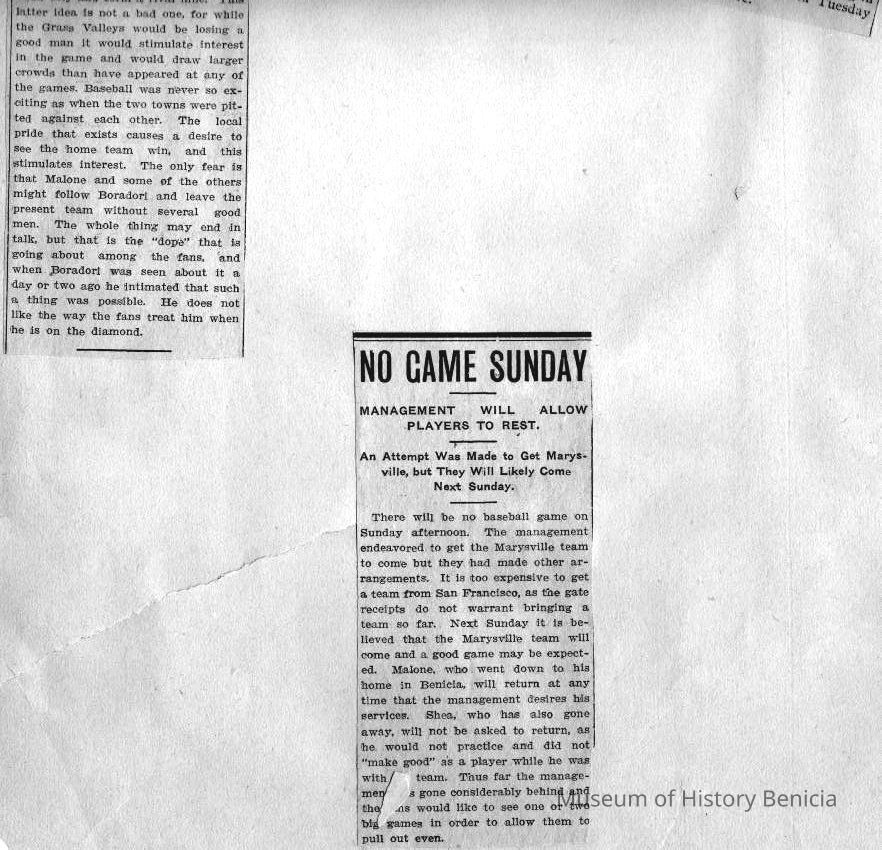 latter idea is not a bad one, for while
the Grass Valleys would be losing a
good man it would stimulate interest
in the game and would draw larger
crowds than have appeared at any of
the games. Baseball was never so ex-
citing as when the two towns were pit-
ted against each other. The local
pride that exists causes a desire to
see the home team win, and this
stimulates interest. The only fear is
that Malone and some of the others
might follow Boradori and leave the
present team without several good
men. The whole thing may end in
talk, but that is the "dope" that is
going about among the fans, and
when Boradori was seen about it a
day or two ago he intimated that such
a thing was possible. He does not
like the way the fans treat him when
he is on the diamond.
Tuesday
NO GAME SUNDAY
MANAGEMENT WILL ALLOW
PLAYERS TO REST.
An Attempt Was Made to Get Marys-
ville, but They Will Likely Come
Next Sunday.
There will be no baseball game on
Sunday afternoon. The management
endeavored to get the Marysville team
to come but they had made other ar-
rangements. It is too expensive to get
a team from San Francisco, as the gate
receipts do not warrant bringing a
team so far. Next Sunday it is be-
lieved that the Marysville team will
come and a good game may be expect-
ed. Malone, who went down to his
home in Benicia, will return at any
time that the management desires his
services. Shea, who has also gone
away, will not be asked to return, as
he would not practice and did not
"make good" as a player while he was
with team. Thus far the manage-
men s gone considerably behind and
the ns would like to see one or two
big games in order to allow them to
pull out even.
Museum of History Benicia